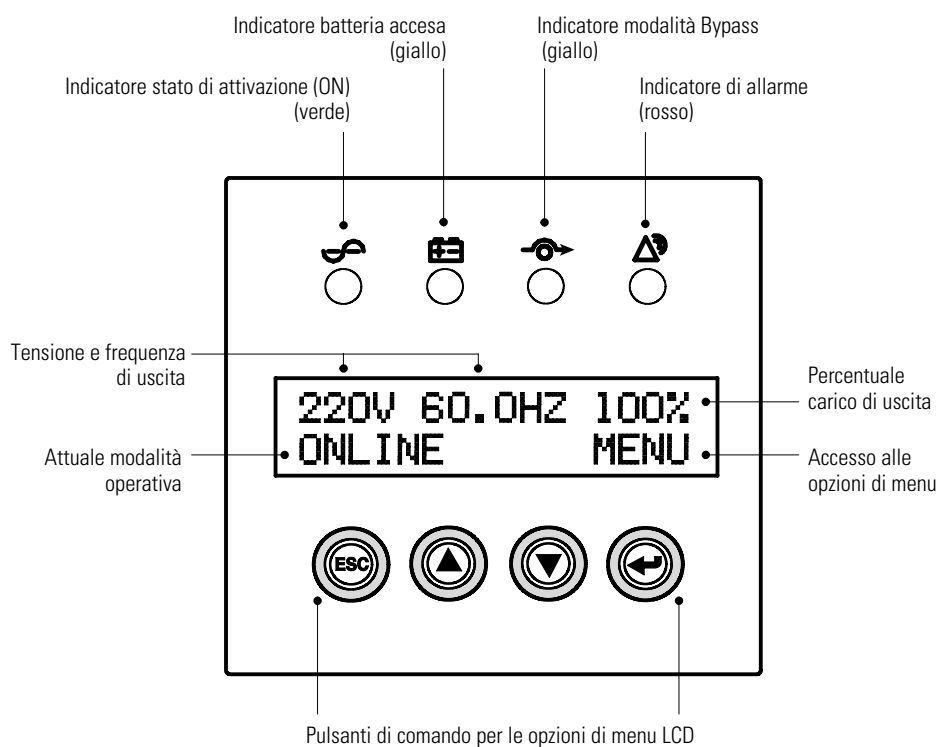 Indicatore batteria accesa
(giallo)
Indicatore modalità Bypass
(giallo)
Indicatore stato di attivazione (ON)
(verde)
Indicatore di allarme
(rosso)
Tensione e frequenza
di uscita
220V 60.0HZ 100%
Percentuale
carico di uscita
Attuale modalità
operativa
ONLINE MENU
Accesso alle
opzioni di menu
ESC
Pulsanti di comando per le opzioni di menu LCD